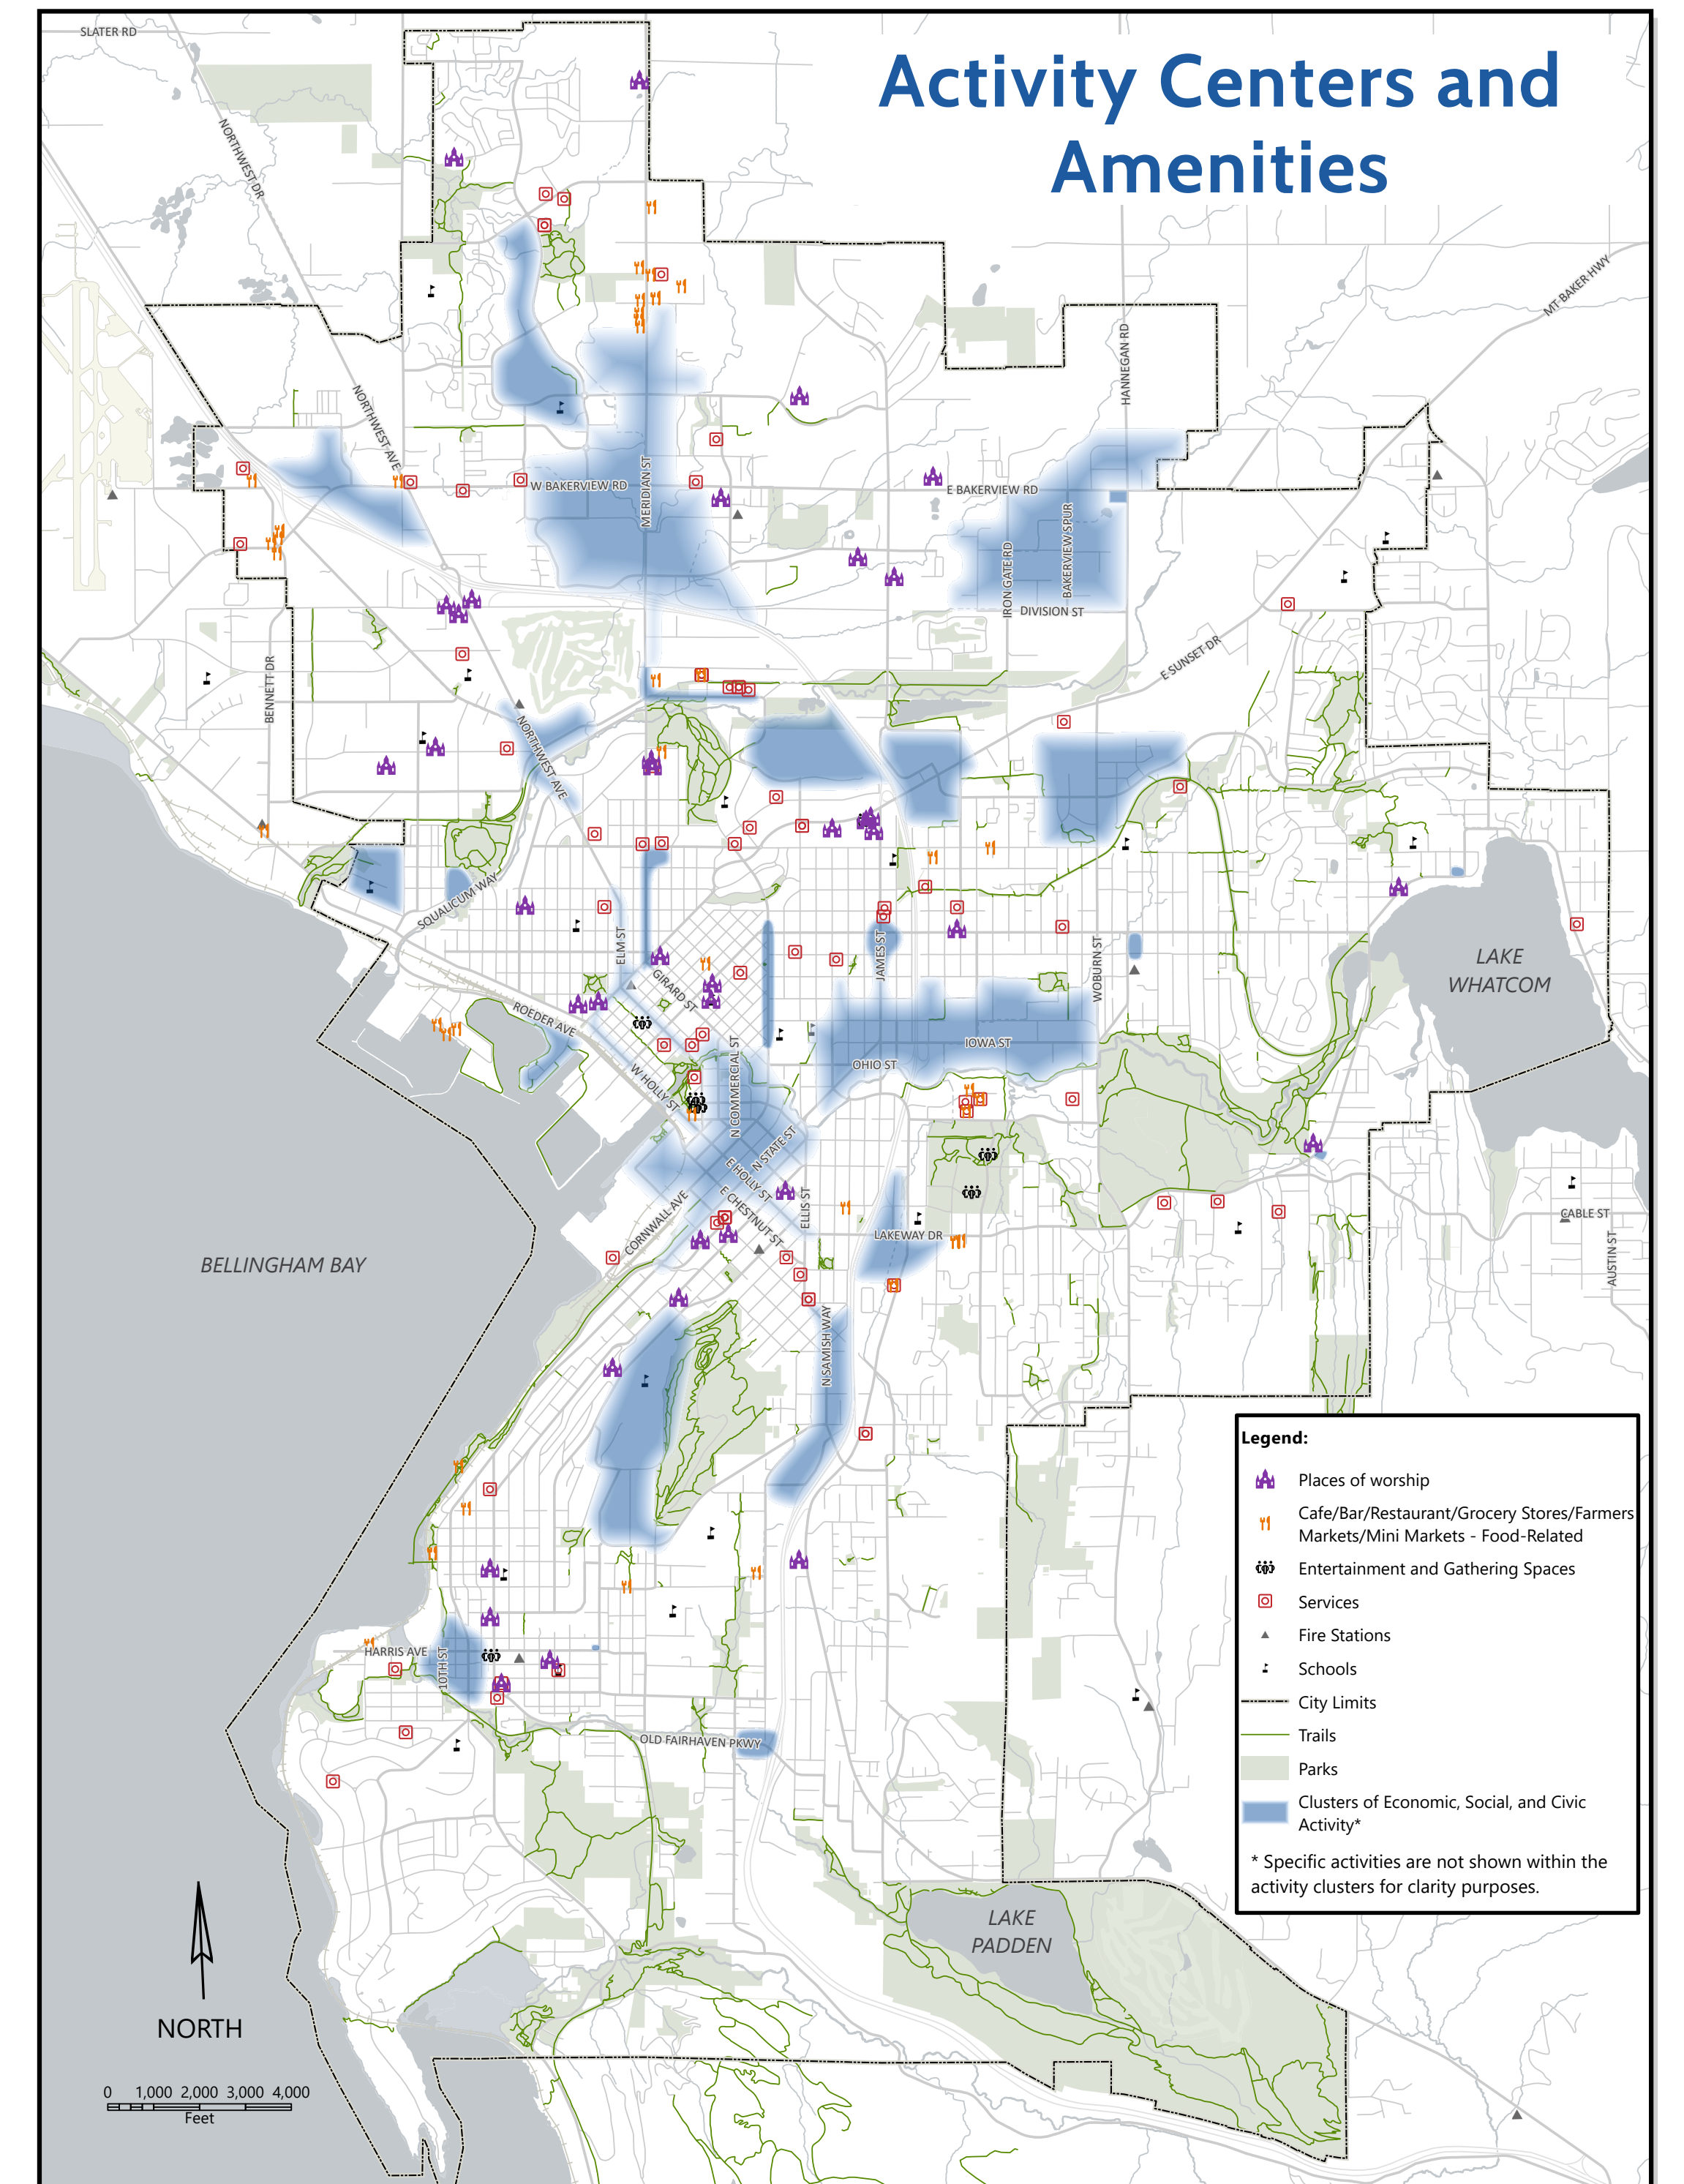 Activity Centers and
Amenities
SLATER RD
NORTHWEST DR
MT BAKER HWY
HANNEGAN RD
NORTHWEST AVE
MERIDIAN ST
W BAKERVIEW RD
E BAKERVIEW RD
BAKERVIEW SPUR
IRON GATE RD
DIVISION ST
E SUNSET DR
BENNETT DR
NORTHWEST AVE
SQUALICUM WAY
ELM ST
JAMES ST
WOBURN ST
LAKE
WHATCOM
GIRARD ST
ROEDER AVE
IOWA ST
OHIO ST
N COMMERCIAL ST
W HOLLY ST
N STATE ST
E HOLLY ST
E CHESTNUT ST
ELLIS ST
CORNWALL AVE
LAKEWAY DR
CABLE ST
AUSTIN ST
BELLINGHAM BAY
N SAMISH WAY
HARRIS AVE
10TH ST
OLD FAIRHAVEN PKWY
LAKE
PADDEN
Legend:
Places of worship
Cafe/Bar/Restaurant/Grocery Stores/Farmers
Markets/Mini Markets - Food-Related
Entertainment and Gathering Spaces
Services
Fire Stations
Schools
City Limits
Trails
Parks
Clusters of Economic, Social, and Civic
Activity*
* Specific activities are not shown within the
activity clusters for clarity purposes.
NORTH
0 1,000 2,000 3,000 4,000
Feet